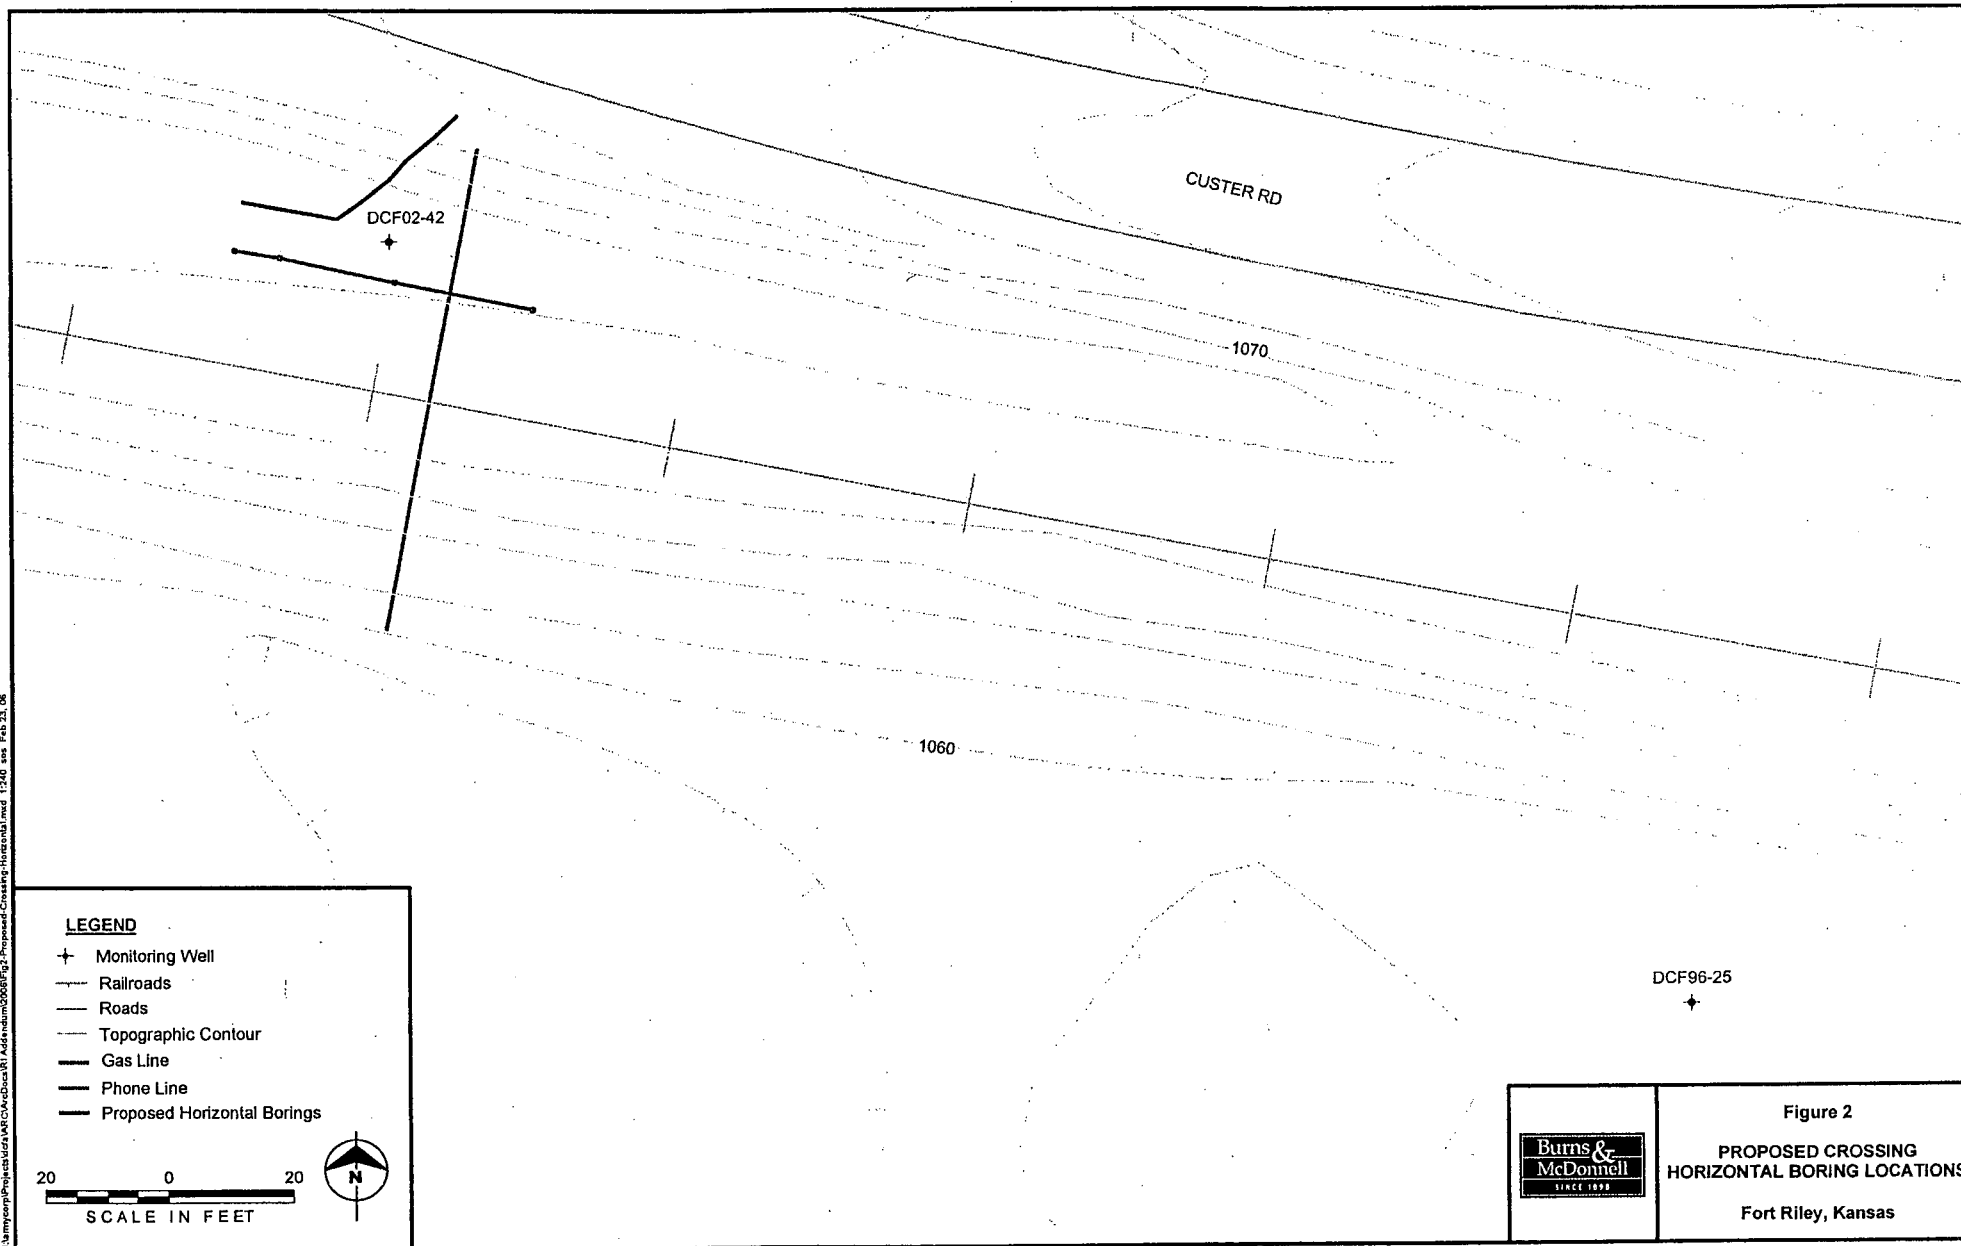 CUSTER RD
DCF02-42
1070
1060
DCF96-25
LEGEND
Monitoring Well
Railroads
Roads
Topographic Contour
Gas Line
Phone Line
Proposed Horizontal Borings
N
20 0 20
SCALE IN FEET
Burns &
McDonnell
SINCE 1898
Figure 2
PROPOSED CROSSING
HORIZONTAL BORING LOCATIONS
Fort Riley, Kansas